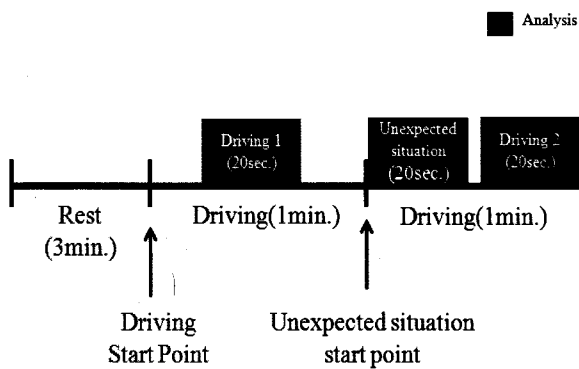 Analysis
Driving 1
(20sec.)
Unexpected
situation
(20sec.)
Driving 2
(20sec.)
Rest
(3min.)
Driving(1min.)
Driving(1min.)
Driving
Start Point
Unexpected situation
start point